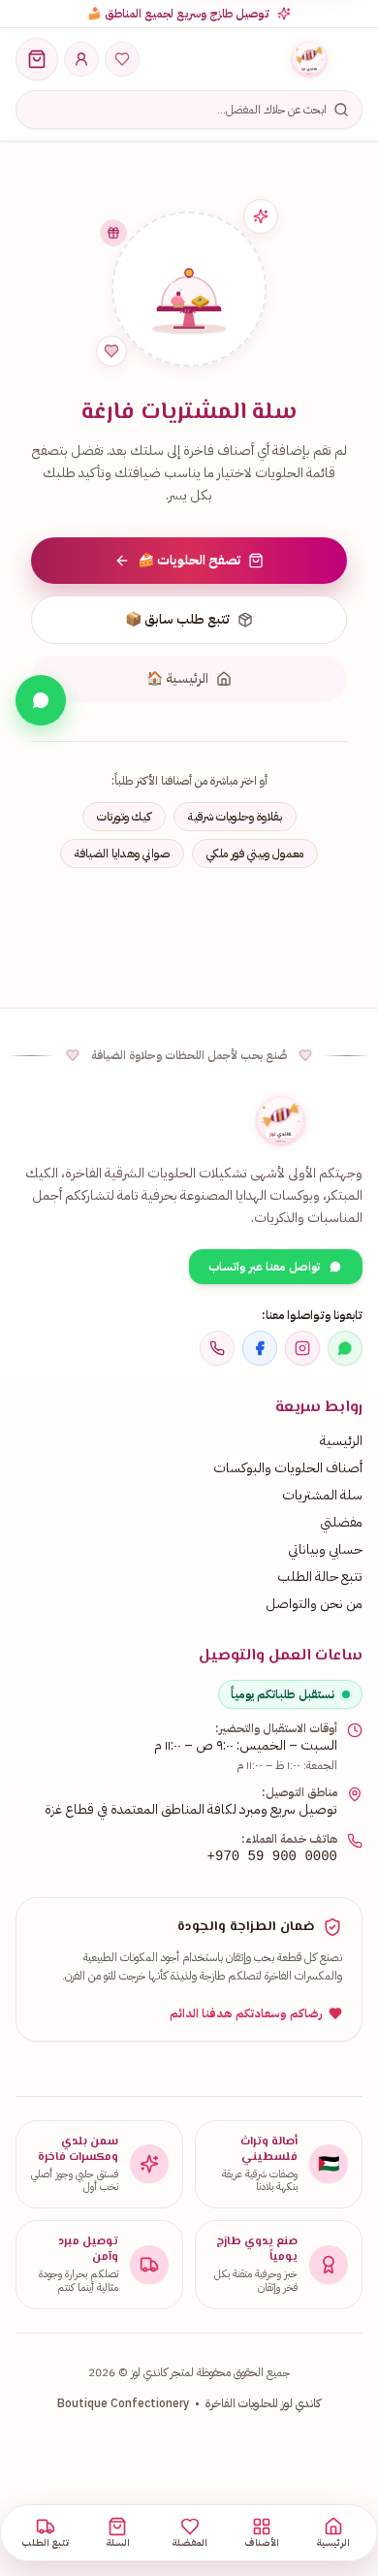 توصيل طازج وسريع لجميع المناطق 🍰
ابحث عن حلاك المفضل...
سلة المشتريات فارغة
لم تقم بإضافة أي أصناف فاخرة إلى سلتك بعد. تفضل بتصفح
قائمة الحلويات لاختيار ما يناسب ضيافتك وتأكيد طلبك
بكل يسر.
تصفح الحلويات 🍰
تتبع طلب سابق 📦
الرئيسية 🏠
أو اختر مباشرة من أصنافنا الأكثر طلباً:
بقلاوة وحلويات شرقية
كيك وتورتات
معمول وبيتي فور ملكي
صواني وهدايا الضيافة
صُنع بحب لأجمل اللحظات وحلاوة الضيافة
كاندي لوز
وجهتكم الأولى لأشهى تشكيلات الحلويات الشرقية الفاخرة، الكيك
المبتكر، وبوكسات الهدايا المصنوعة بحرفية تامة لتشارككم أجمل
المناسبات والذكريات.
تواصل معنا عبر واتساب
تابعونا وتواصلوا معنا:
روابط سريعة
الرئيسية
أصناف الحلويات والبوكسات
سلة المشتريات
مفضلتي
حسابي وبياناتي
تتبع حالة الطلب
من نحن والتواصل
ساعات العمل والتوصيل
نستقبل طلباتكم يومياً
أوقات الاستقبال والتحضير:
السبت – الخميس: ٩:٠٠ ص – ١١:٠٠ م
الجمعة: ١:٠٠ ظ – ١١:٠٠ م
مناطق التوصيل:
توصيل سريع ومبرد لكافة المناطق المعتمدة في قطاع غزة
هاتف خدمة العملاء:
+970 59 900 0000
ضمان الطزاجة والجودة
نصنع كل قطعة بحب وإتقان باستخدام أجود المكونات الطبيعية
والمكسرات الفاخرة لتصلكم طازجة ولذيذة كأنها خرجت للتو من الفرن.
رضاكم وسعادتكم هدفنا الدائم
أصالة وتراث
فلسطيني
وصفات شرقية عريقة
بنكهة بلادنا
سمن بلدي
ومكسرات فاخرة
فستق حلبي وجوز أصلي
نخب أول
صنع يدوي طازج
يومياً
خبز وحرفية متقنة بكل
فخر وإتقان
توصيل مبرد
وآمن
تصلكم بحرارة وجودة
مثالية أينما كنتم
جميع الحقوق محفوظة لمتجر كاندي لوز © 2026
كاندي لوز للحلويات الفاخرة • Boutique Confectionery
الرئيسية
الأصناف
المفضلة
السلة
تتبع الطلب